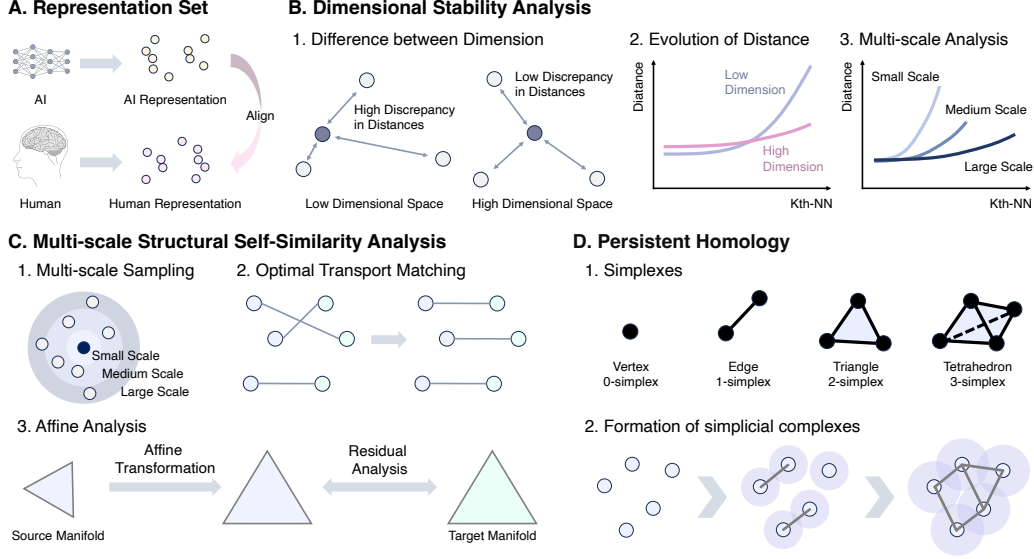 A. Representation Set
AI
AI Representation
Align
Human
Human Representation
B. Dimensional Stability Analysis
1. Difference between Dimension
High Discrepancy
in Distances
Low Dimensional Space
Low Discrepancy
in Distances
High Dimensional Space
2. Evolution of Distance
Distance
Low
Dimension
High
Dimension
Kth-NN
3. Multi-scale Analysis
Distance
Small Scale
Medium Scale
Large Scale
Kth-NN
C. Multi-scale Structural Self-Similarity Analysis
1. Multi-scale Sampling
Small Scale
Medium Scale
Large Scale
2. Optimal Transport Matching
3. Affine Analysis
Source Manifold
Affine
Transformation
Residual
Analysis
Target Manifold
D. Persistent Homology
1. Simplexes
Vertex
0-simplex
Edge
1-simplex
Triangle
2-simplex
Tetrahedron
3-simplex
2. Formation of simplicial complexes